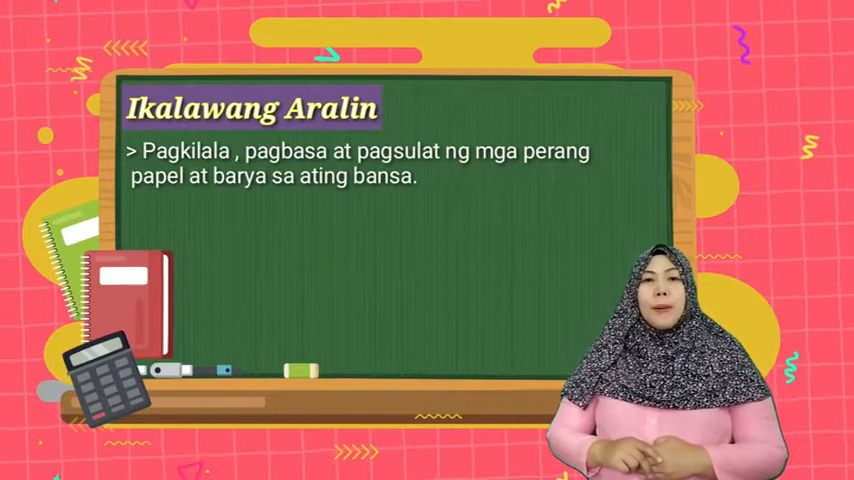 Ikalawang Aralin
> Pagkilala , pagbasa at pagsulat ng mga perang
papel at barya sa ating bansa.